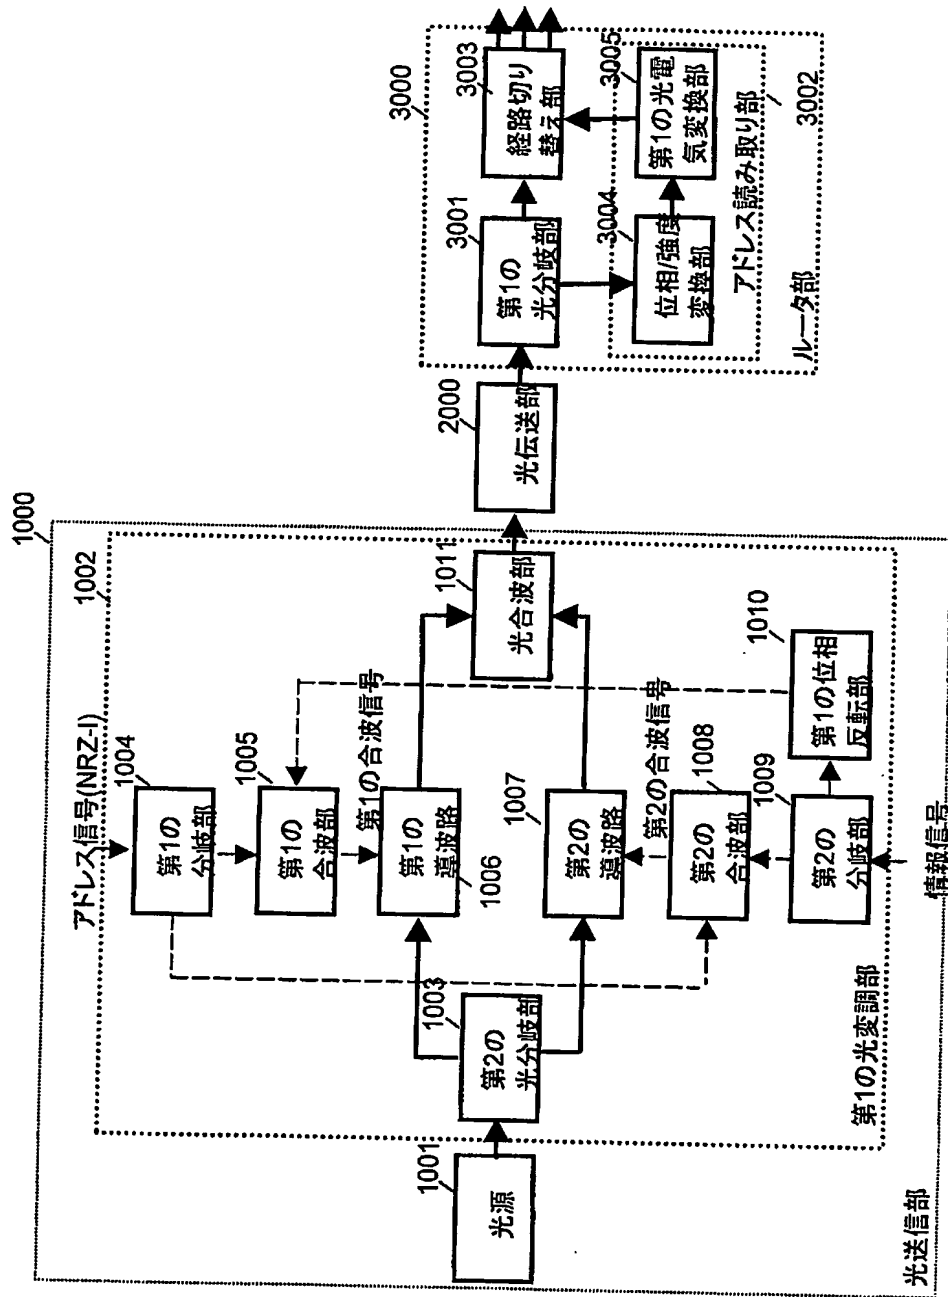 1000
1002
アドレス信号(NRZ-I)
1004
第1の
分岐部
1005
第1の
合波部
第1の合波信号
第1の
導波路
1006
1001
光源
1003
第2の
光分岐部
1011
光合波部
1007
第2の
導波路
第2の合波信号
1008
第2の
合波部
1009
第2の
分岐部
1010
第1の位相
反転部
情報信号
第1の光変調部
光送信部
2000
光伝送部
3000
3001
第1の
光分岐部
3003
経路切り
替え部
3004
位相/強度
変換部
3005
第1の光電
気変換部
アドレス読み取り部
3002
ルータ部